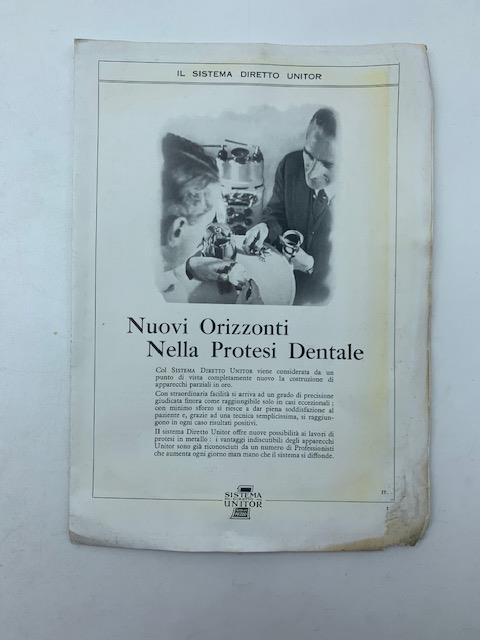 IL SISTEMA DIRETTO UNITOR
Nuovi Orizzonti
Nella Protesi Dentale
Col SISTEMA DIRETTO UNITOR viene considerata da un
punto di vista completamente nuovo la costruzione di
apparecchi parziali in oro.
Con straordinaria facilità si arriva ad un grado di precisione
giudicata finora come raggiungibile solo in casi eccezionali;
con minimo sforzo si riesce a dar piena soddisfazione al
paziente e, grazie ad una tecnica semplicissima, si raggiun-
gono in ogni caso risultati positivi.
Il sistema Diretto Unitor offre nuove possibilità ai lavori di
protesi in metallo: i vantaggi indiscutibili degli apparecchi
Unitor sono già riconosciuti da un numero di Professionisti
che aumenta ogni giorno man mano che il sistema si diffonde.
IT.
1
SISTEMA
UNITOR